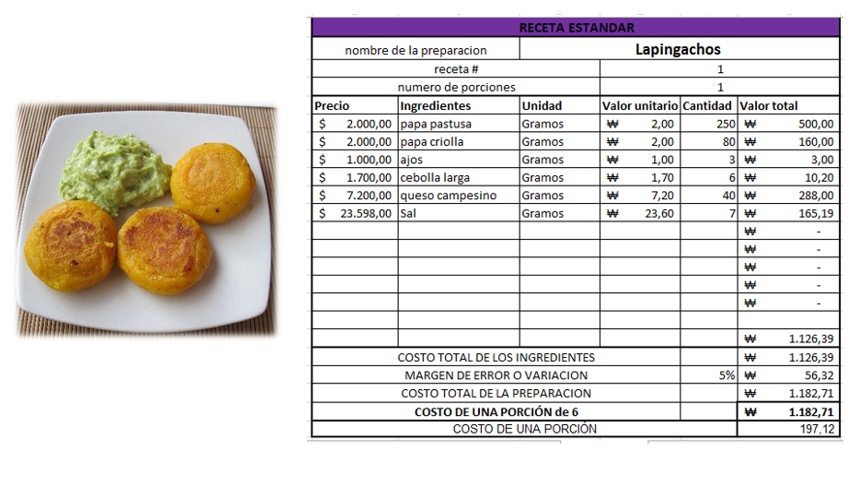 RECETA ESTANDAR
nombre de la preparacion Lapingachos
receta # 1
numero de porciones 1
Precio Ingredientes Unidad Valor unitario Cantidad Valor total
$ 2.000,00 papa pastusa Gramos ₩ 2,00 250 ₩ 500,00
$ 2.000,00 papa criolla Gramos ₩ 2,00 80 ₩ 160,00
$ 1.000,00 ajos Gramos ₩ 1,00 3 ₩ 3,00
$ 1.700,00 cebolla larga Gramos ₩ 1,70 6 ₩ 10,20
$ 7.200,00 queso campesino Gramos ₩ 7,20 40 ₩ 288,00
$ 23.598,00 Sal Gramos ₩ 23,60 7 ₩ 165,19
₩ -
₩ -
₩ -
₩ -
₩ -
₩ 1.126,39
COSTO TOTAL DE LOS INGREDIENTES ₩ 1.126,39
MARGEN DE ERROR O VARIACION 5% ₩ 56,32
COSTO TOTAL DE LA PREPARACION ₩ 1.182,71
COSTO DE UNA PORCIÓN de 6 ₩ 1.182,71
COSTO DE UNA PORCIÓN 197,12